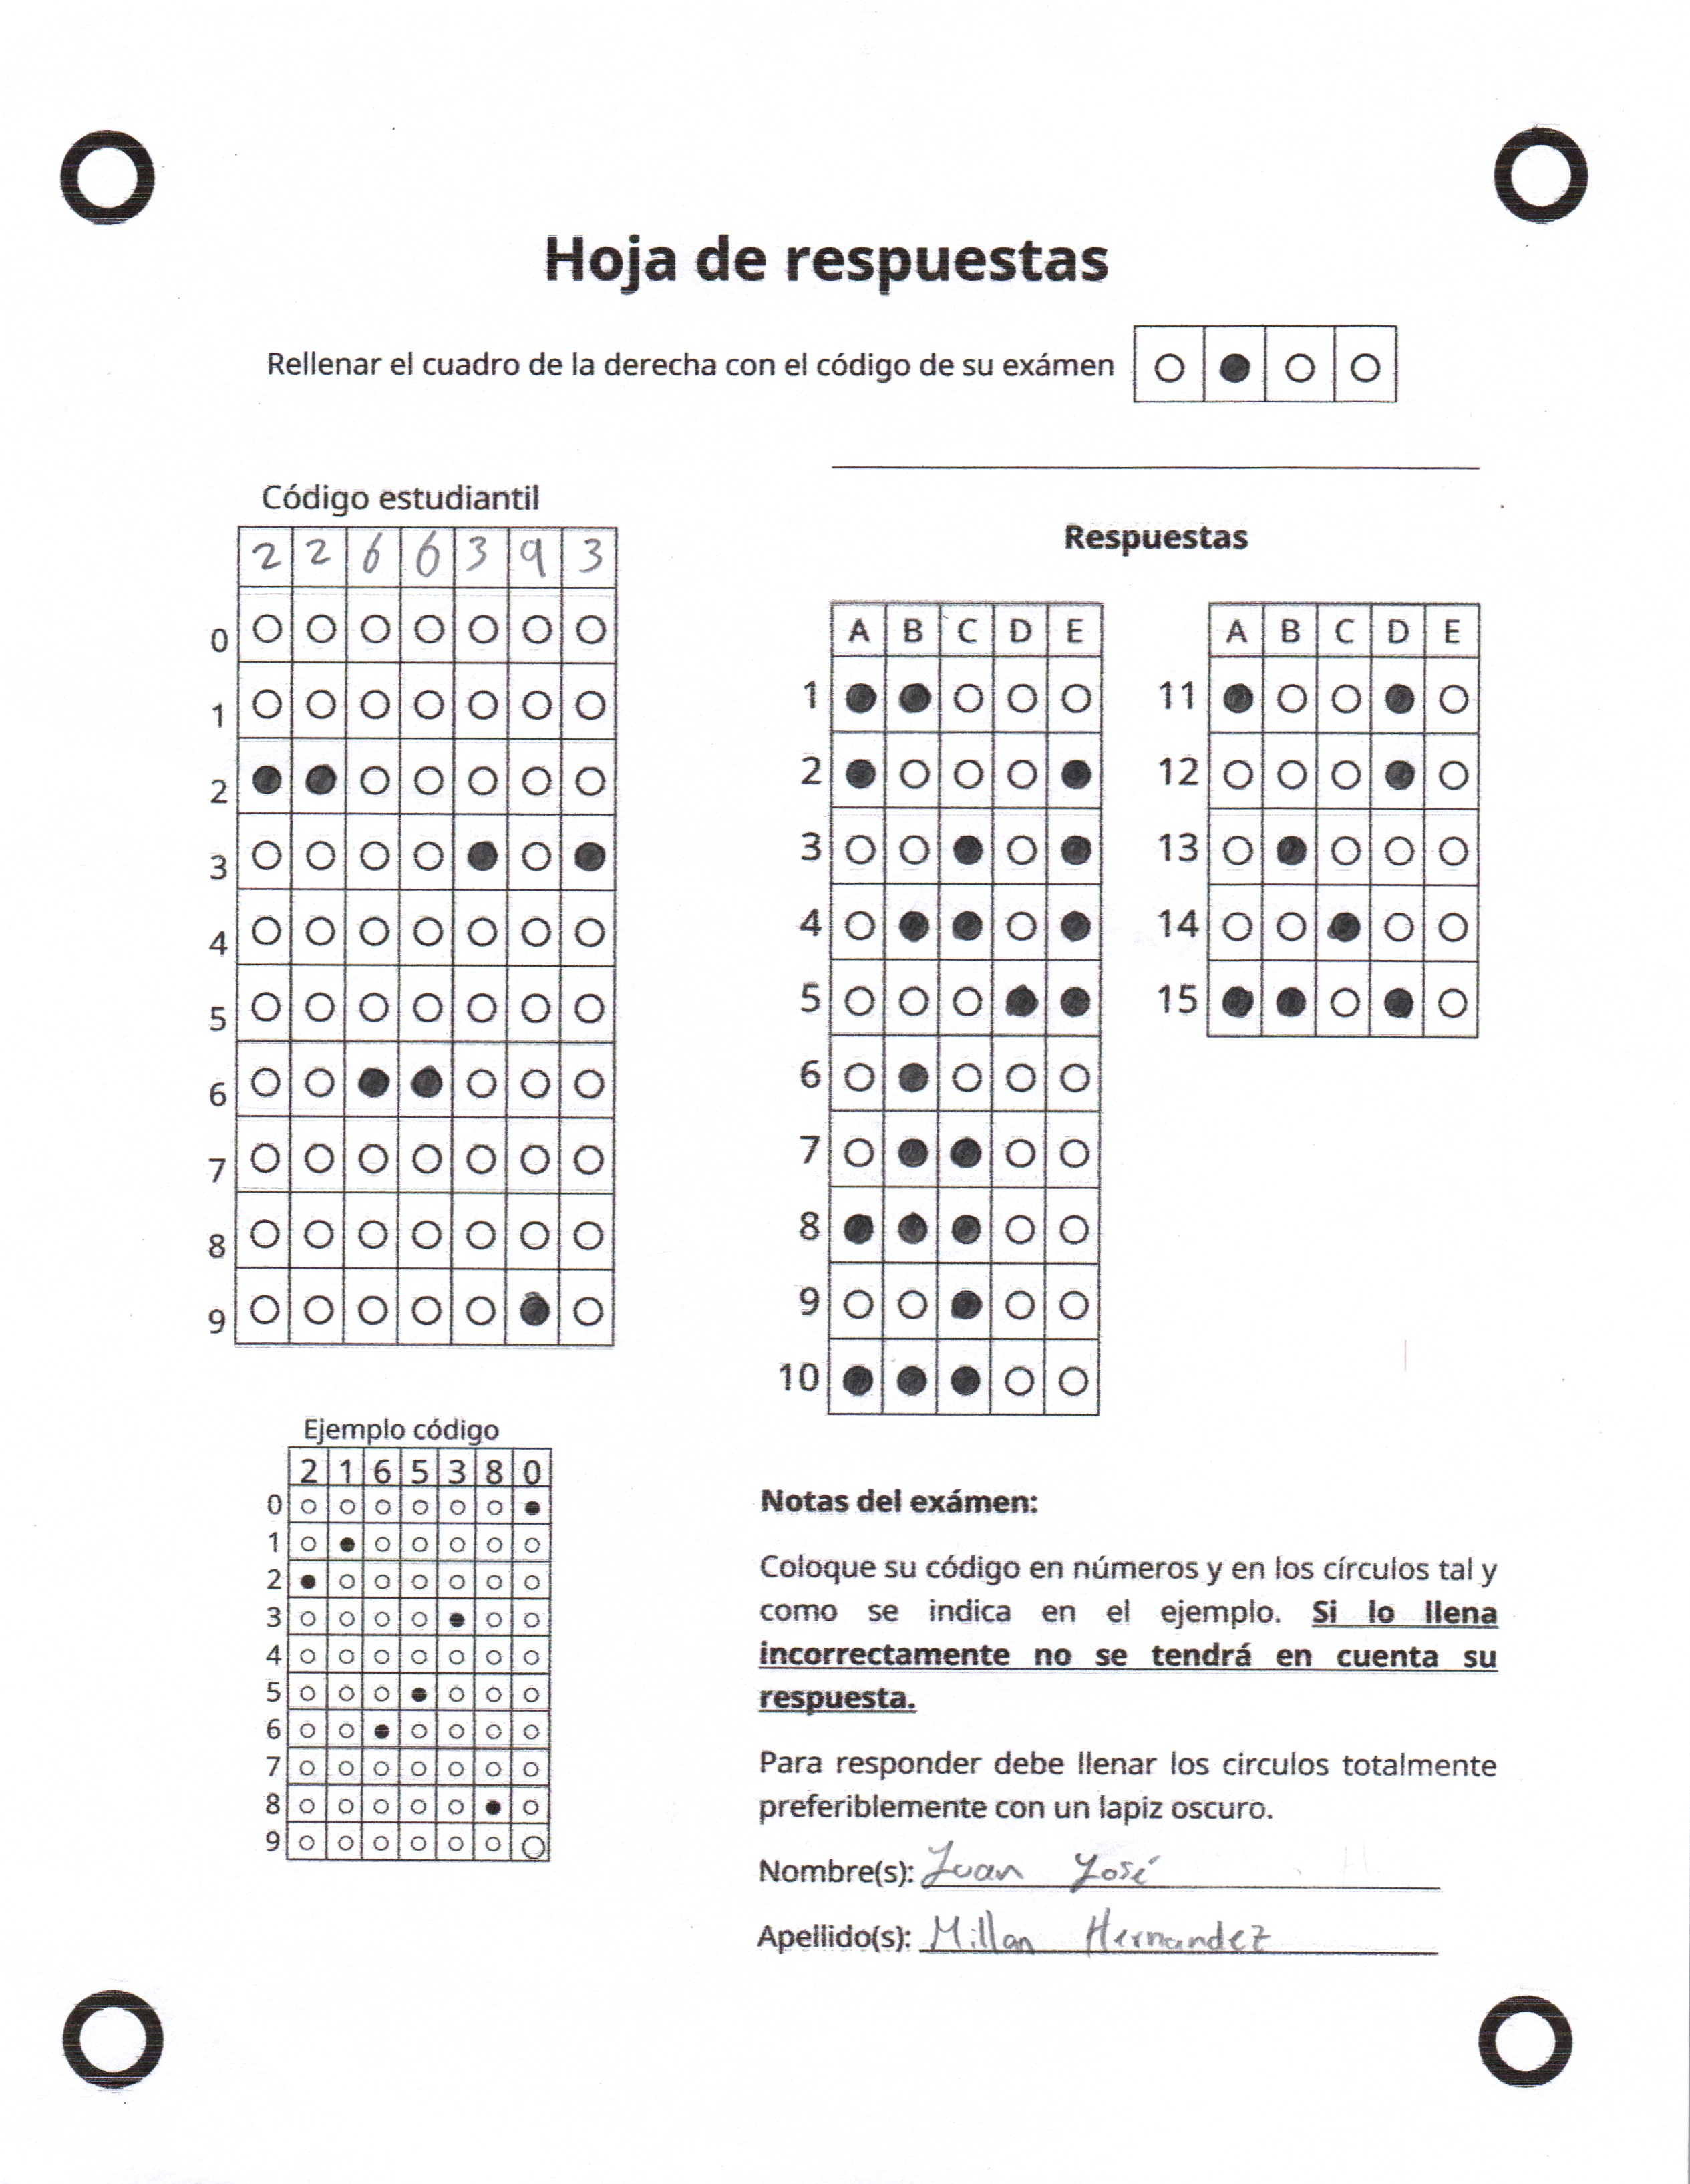 Hoja de respuestas
Rellenar el cuadro de la derecha con el código de su exámen
Código estudiantil
2 2 6 6 3 9 3
0
1
2
3
4
5
6
7
8
9
Respuestas
A B C D E
1
2
3
4
5
6
7
8
9
10
A B C D E
11
12
13
14
15
Ejemplo código
2 1 6 5 3 8 0
0
1
2
3
4
5
6
7
8
9
Notas del exámen:
Coloque su código en números y en los círculos tal y
como se indica en el ejemplo. Si lo llena
incorrectamente no se tendrá en cuenta su
respuesta.
Para responder debe llenar los circulos totalmente
preferiblemente con un lapiz oscuro.
Nombre(s): Juan José
Apellido(s): Millan Hernandez